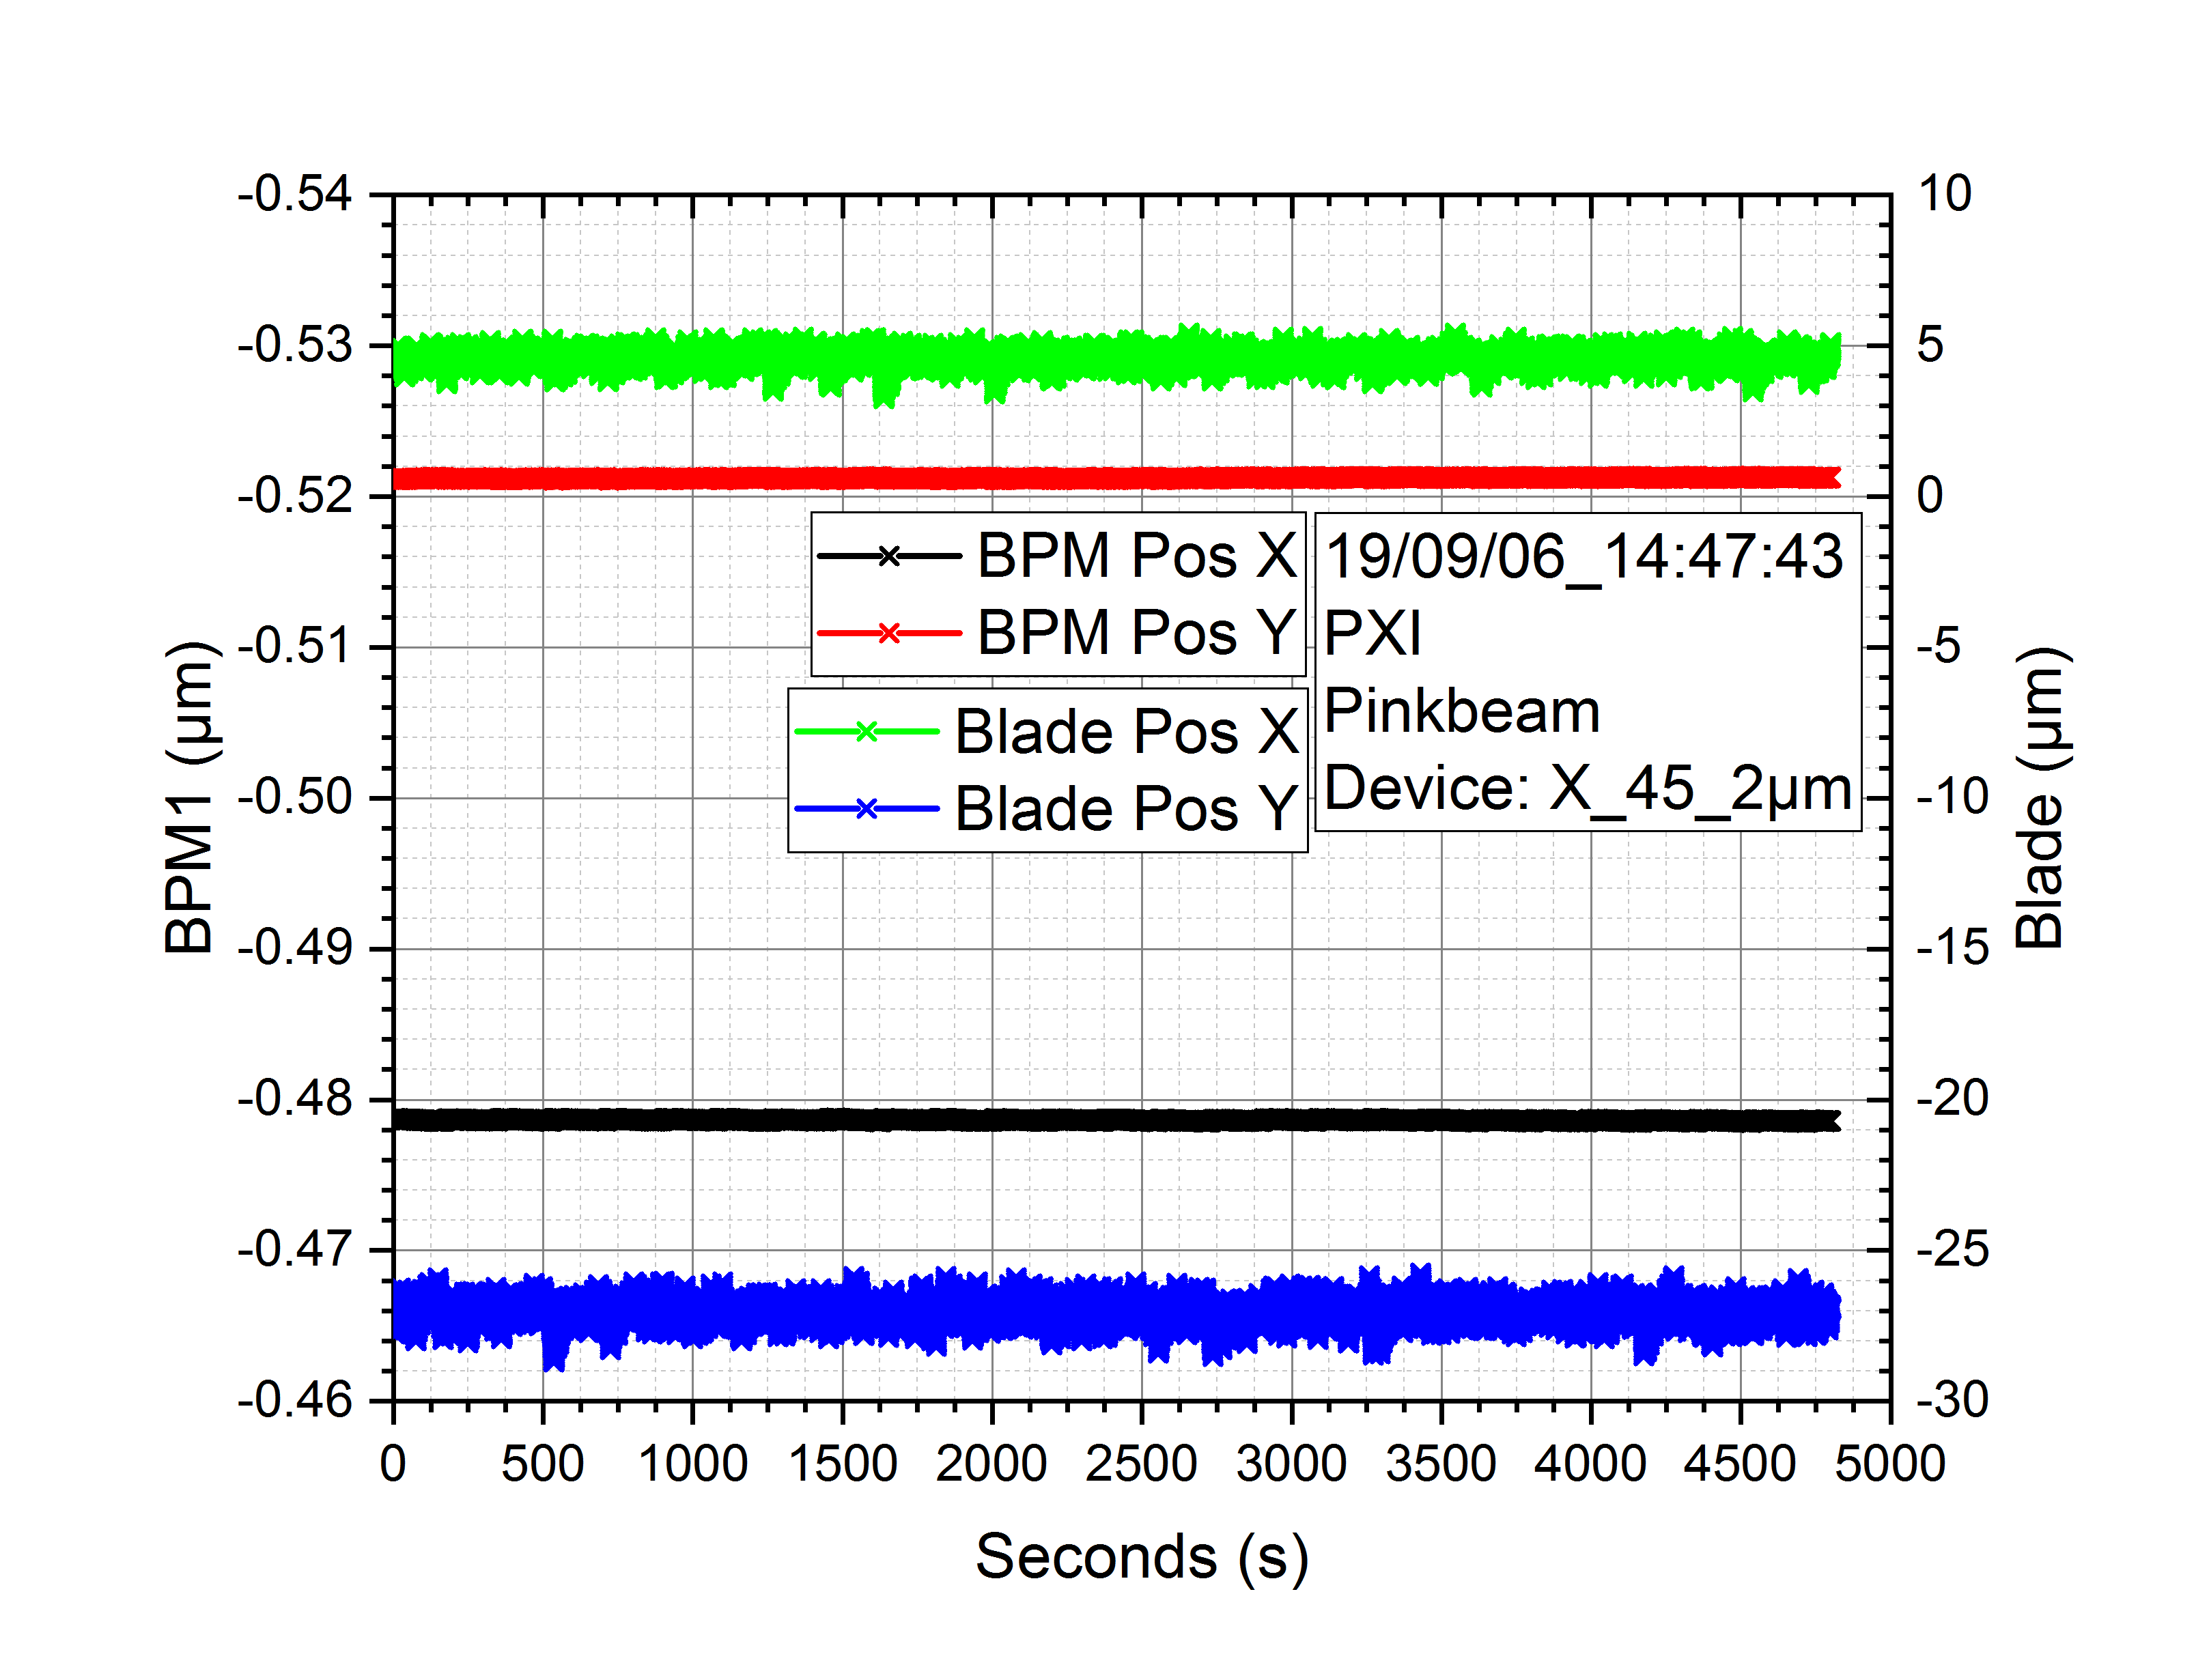 -0.54
-0.53
-0.52
-0.51
-0.50
-0.49
-0.48
-0.47
-0.46
BPM1 (µm)
10
5
0
-5
-10
-15
-20
-25
-30
Blade (µm)
BPM Pos X
BPM Pos Y
Blade Pos X
Blade Pos Y
19/09/06_14:47:43
PXI
Pinkbeam
Device: X_45_2µm
0 500 1000 1500 2000 2500 3000 3500 4000 4500 5000
Seconds (s)